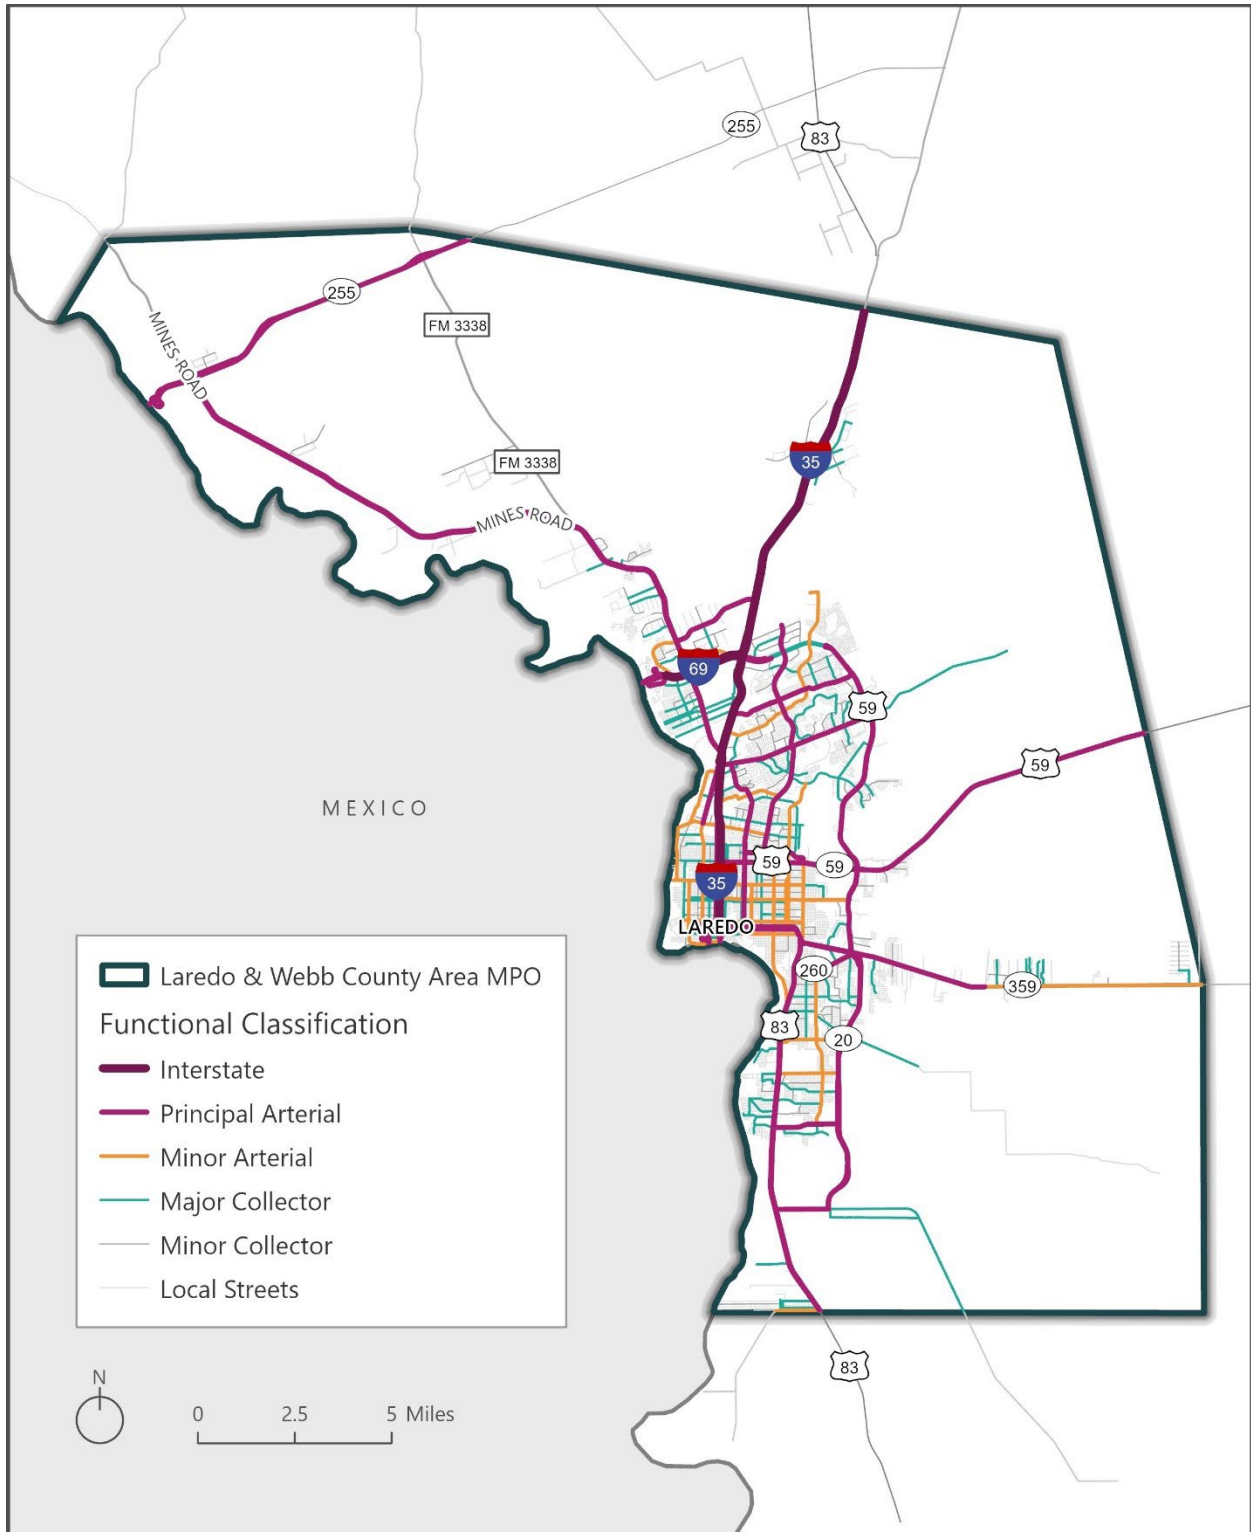 255
83
255
MINES ROAD
FM 3338
35
FM 3338
MINES ROAD
69
59
59
MEXICO
59
59
35
LAREDO
260
359
83
20
Laredo & Webb County Area MPO
Functional Classification
Interstate
Principal Arterial
Minor Arterial
Major Collector
Minor Collector
Local Streets
83
N
0 2.5 5 Miles